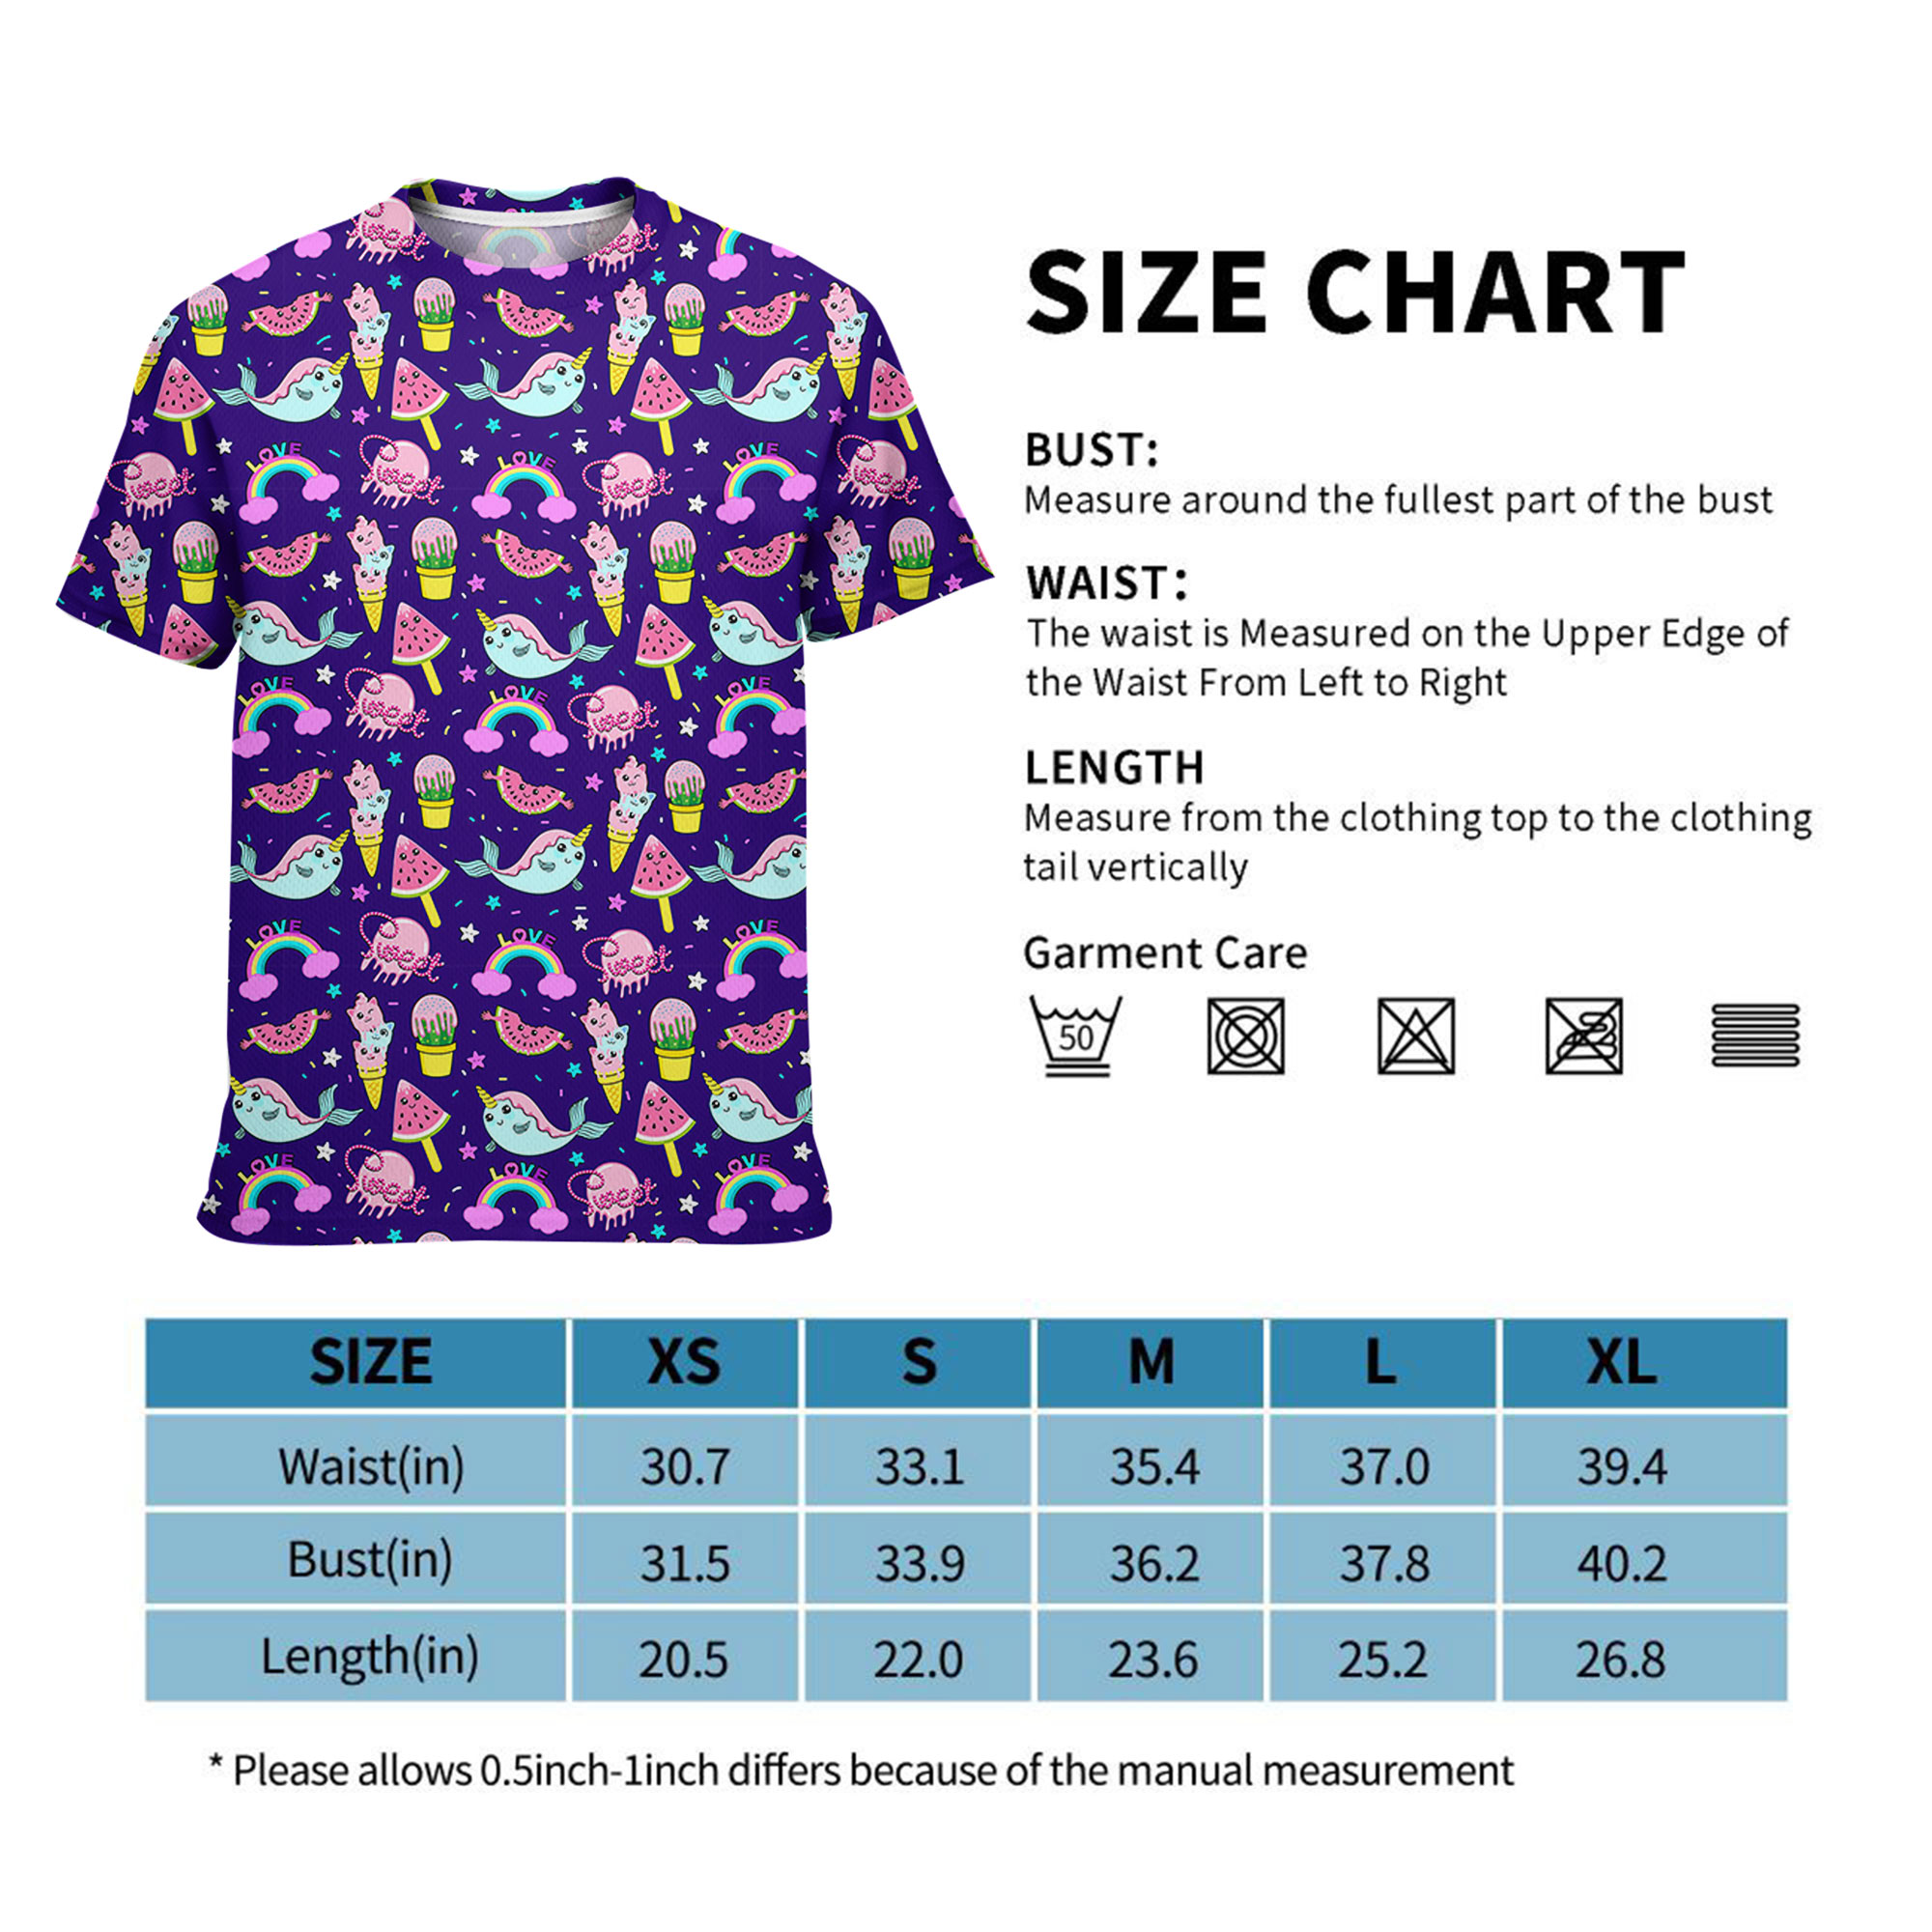 SIZE CHART
BUST:
Measure around the fullest part of the bust
WAIST:
The waist is Measured on the Upper Edge of
the Waist From Left to Right
LENGTH
Measure from the clothing top to the clothing
tail vertically
Garment Care
50
LOVE
Sweet
SIZE XS S M L XL
Waist(in) 30.7 33.1 35.4 37.0 39.4
Bust(in) 31.5 33.9 36.2 37.8 40.2
Length(in) 20.5 22.0 23.6 25.2 26.8
* Please allows 0.5inch-1inch differs because of the manual measurement